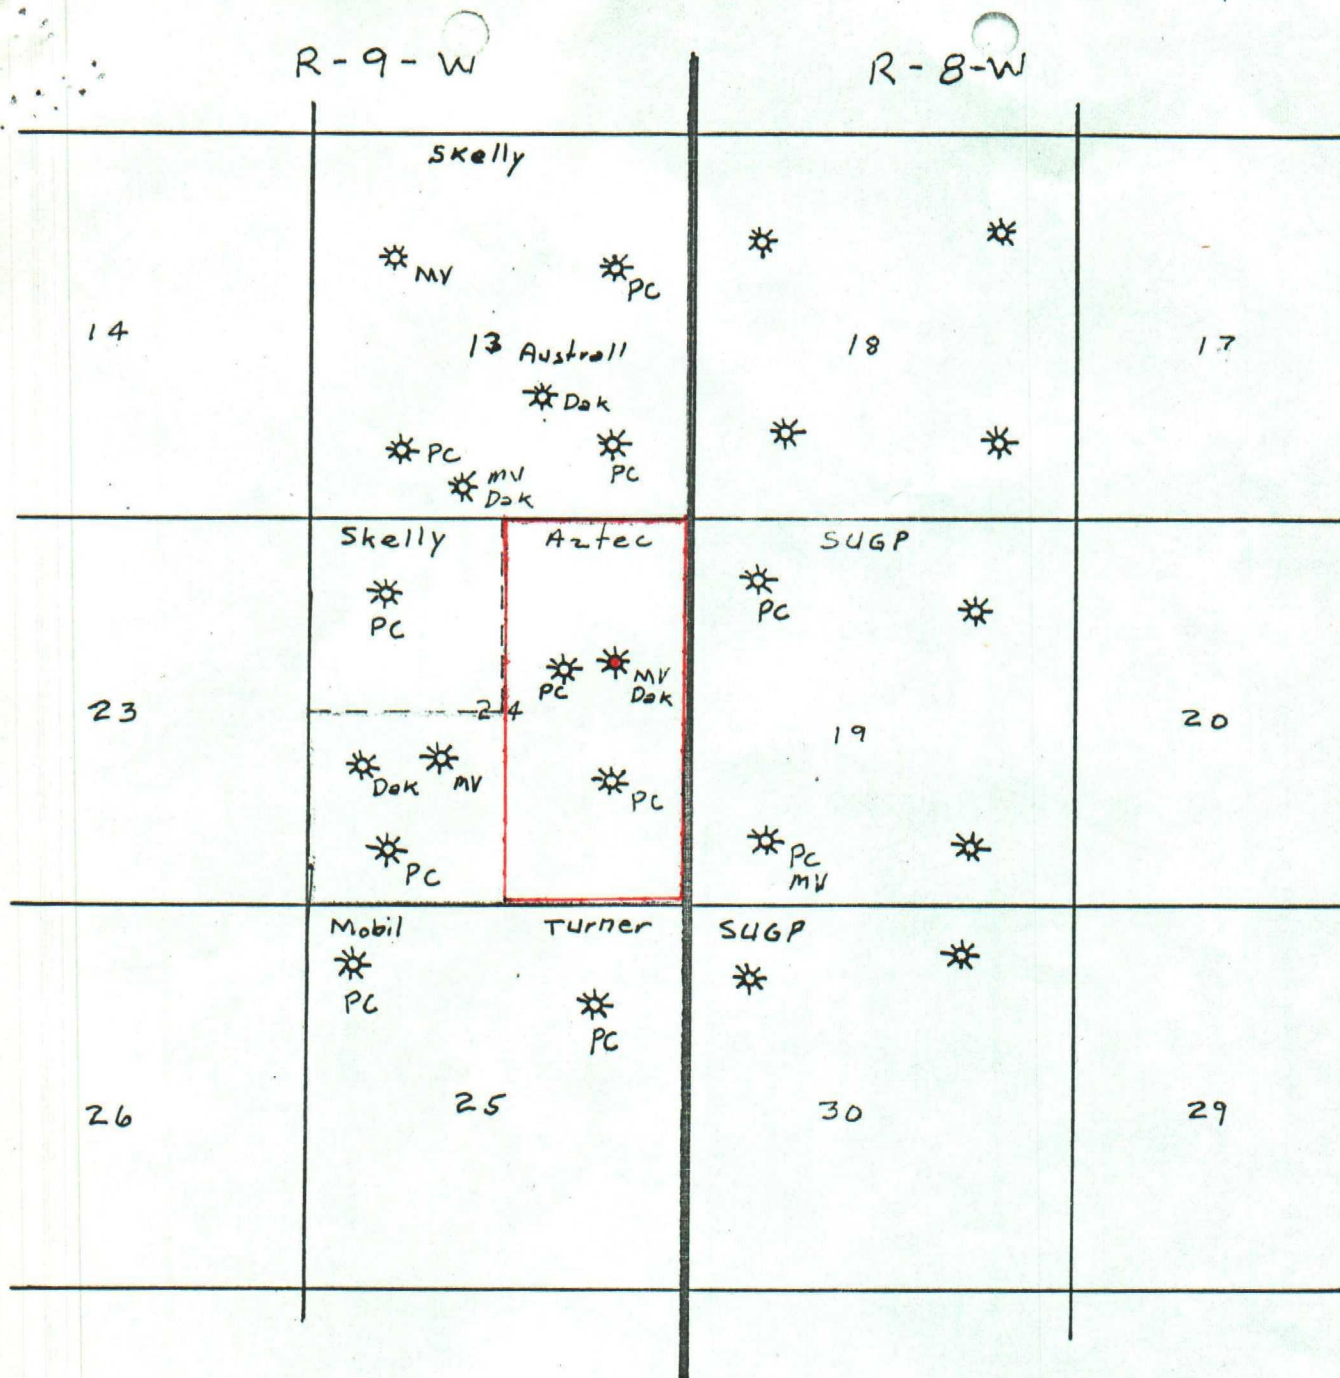 R-9-W
R-8-W
Skelly
MV
PC
14
13
Australl
18
17
Dak
PC
PC
MV
Dak
Skelly
Aztec
SUGP
PC
PC
PC
MV
Dak
23
24
19
20
Dak
MV
PC
PC
PC
MV
Mobil
Turner
SUGP
PC
PC
26
25
30
29